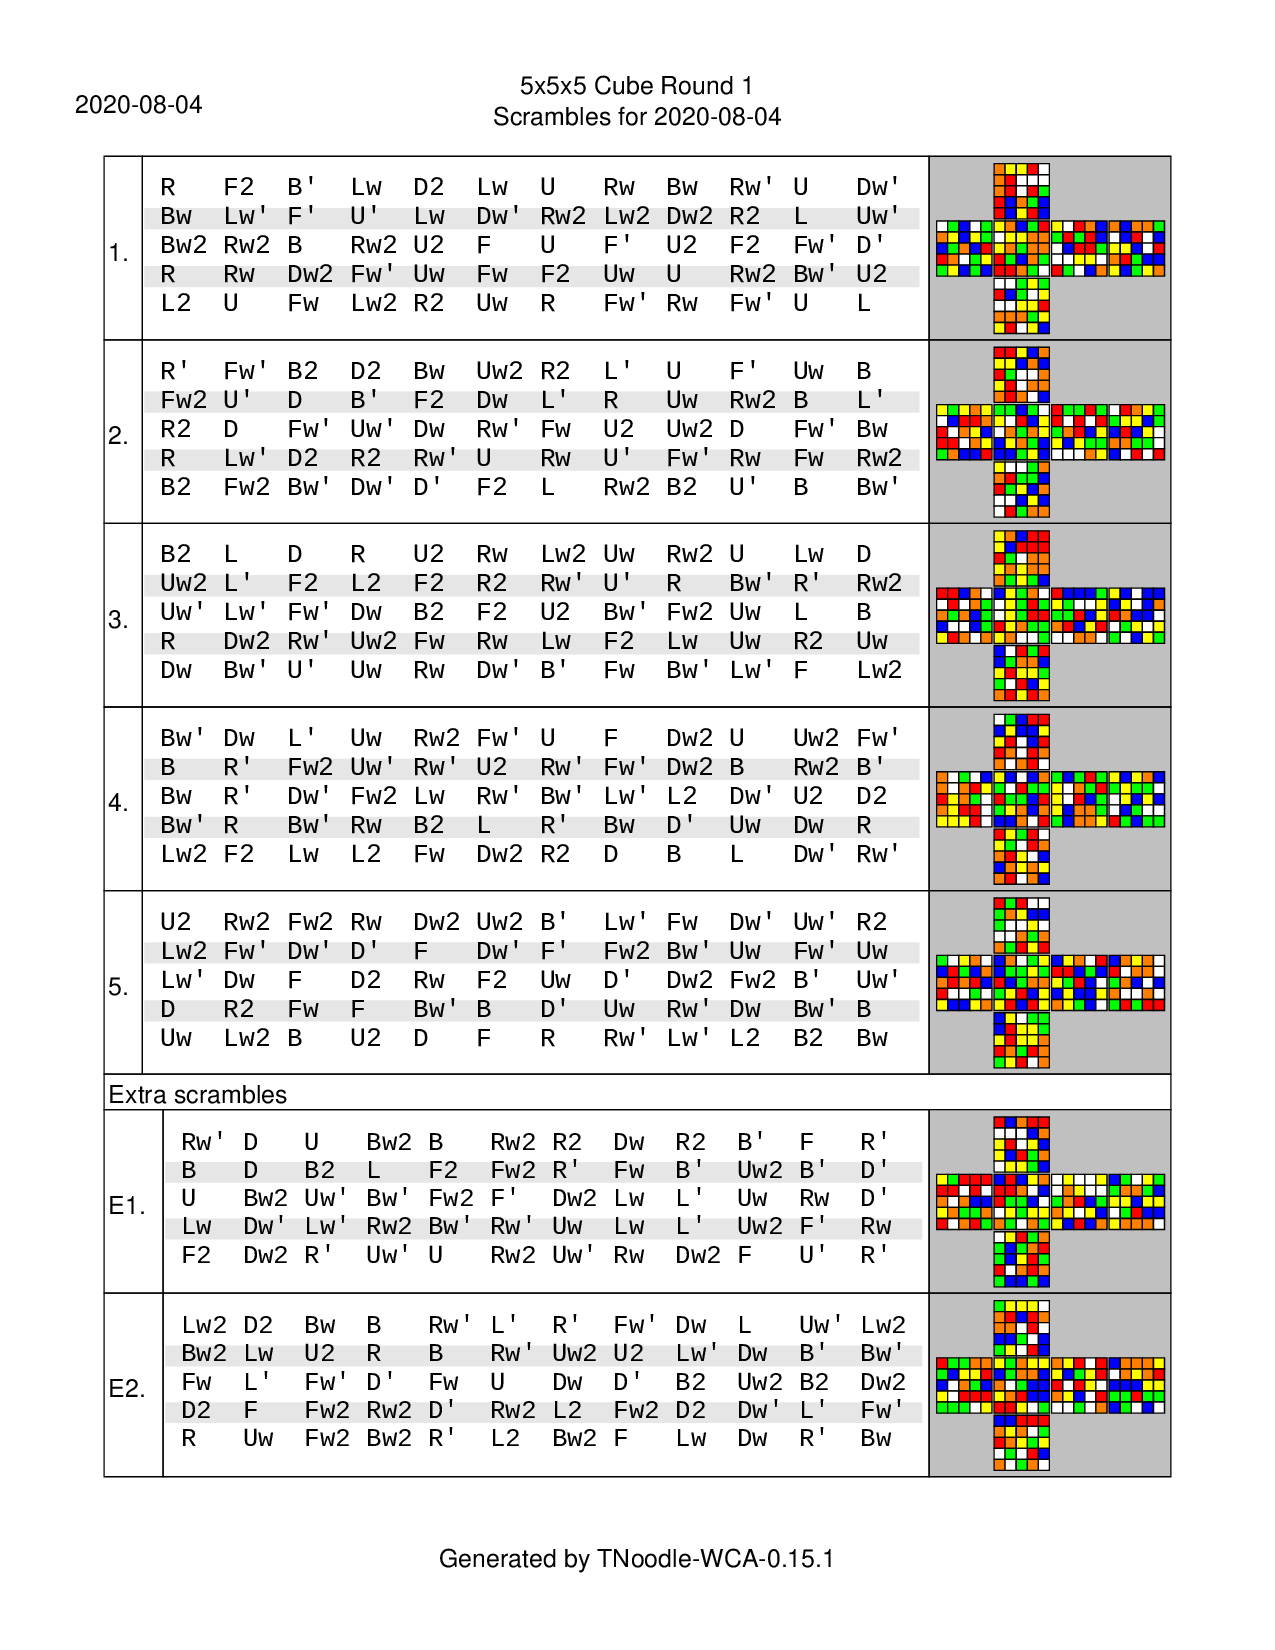 5x5x5 Cube Round 1
2020-08-04
Scrambles for 2020-08-04
1.
R F2 B' Lw D2 Lw U Rw Bw Rw' U Dw'
Bw Lw' F' U' Lw Dw' Rw2 Lw2 Dw2 R2 L Uw'
Bw2 Rw2 B Rw2 U2 F U F' U2 F2 Fw' D'
R Rw Dw2 Fw' Uw Fw F2 Uw U Rw2 Bw' U2
L2 U Fw Lw2 R2 Uw R Fw' Rw Fw' U L
2.
R' Fw' B2 D2 Bw Uw2 R2 L' U F' Uw B
Fw2 U' D B' F2 Dw L' R Uw Rw2 B L'
R2 D Fw' Uw' Dw Rw' Fw U2 Uw2 D Fw' Bw
R Lw' D2 R2 Rw' U Rw U' Fw' Rw Fw Rw2
B2 Fw2 Bw' Dw' D' F2 L Rw2 B2 U' B Bw'
3.
B2 L D R U2 Rw Lw2 Uw Rw2 U Lw D
Uw2 L' F2 L2 F2 R2 Rw' U' R Bw' R' Rw2
Uw' Lw' Fw' Dw B2 F2 U2 Bw' Fw2 Uw L B
R Dw2 Rw' Uw2 Fw Rw Lw F2 Lw Uw R2 Uw
Dw Bw' U' Uw Rw Dw' B' Fw Bw' Lw' F Lw2
4.
Bw' Dw L' Uw Rw2 Fw' U F Dw2 U Uw2 Fw'
B R' Fw2 Uw' Rw' U2 Rw' Fw' Dw2 B Rw2 B'
Bw R' Dw' Fw2 Lw Rw' Bw' Lw' L2 Dw' U2 D2
Bw' R Bw' Rw B2 L R' Bw D' Uw Dw R
Lw2 F2 Lw L2 Fw Dw2 R2 D B L Dw' Rw'
5.
U2 Rw2 Fw2 Rw Dw2 Uw2 B' Lw' Fw Dw' Uw' R2
Lw2 Fw' Dw' D' F Dw' F' Fw2 Bw' Uw Fw' Uw
Lw' Dw F D2 Rw F2 Uw D' Dw2 Fw2 B' Uw'
D R2 Fw F Bw' B D' Uw Rw' Dw Bw' B
Uw Lw2 B U2 D F R Rw' Lw' L2 B2 Bw
Extra scrambles
E1.
Rw' D U Bw2 B Rw2 R2 Dw R2 B' F R'
B D B2 L F2 Fw2 R' Fw B' Uw2 B' D'
U Bw2 Uw' Bw' Fw2 F' Dw2 Lw L' Uw Rw D'
Lw Dw' Lw' Rw2 Bw' Rw' Uw Lw L' Uw2 F' Rw
F2 Dw2 R' Uw' U Rw2 Uw' Rw Dw2 F U' R'
E2.
Lw2 D2 Bw B Rw' L' R' Fw' Dw L Uw' Lw2
Bw2 Lw U2 R B Rw' Uw2 U2 Lw' Dw B' Bw'
Fw L' Fw' D' Fw U Dw D' B2 Uw2 B2 Dw2
D2 F Fw2 Rw2 D' Rw2 L2 Fw2 D2 Dw' L' Fw'
R Uw Fw2 Bw2 R' L2 Bw2 F Lw Dw R' Bw
Generated by TNoodle-WCA-0.15.1